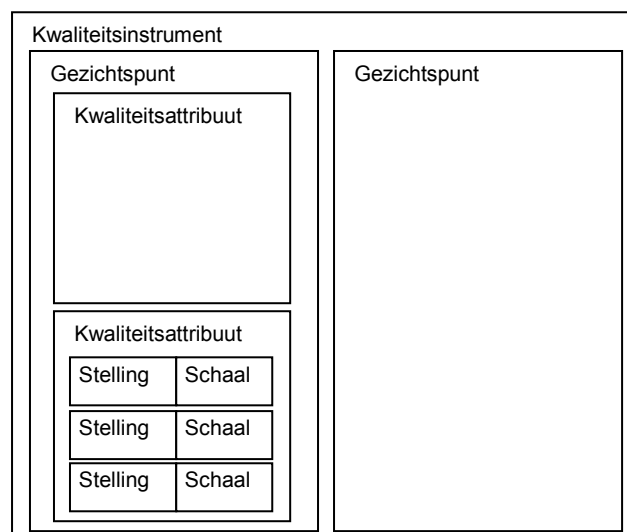 Kwaliteitsinstrument
Gezichtspunt
Kwaliteitsattribuut
Kwaliteitsattribuut
Stelling Schaal
Stelling Schaal
Stelling Schaal
Gezichtspunt